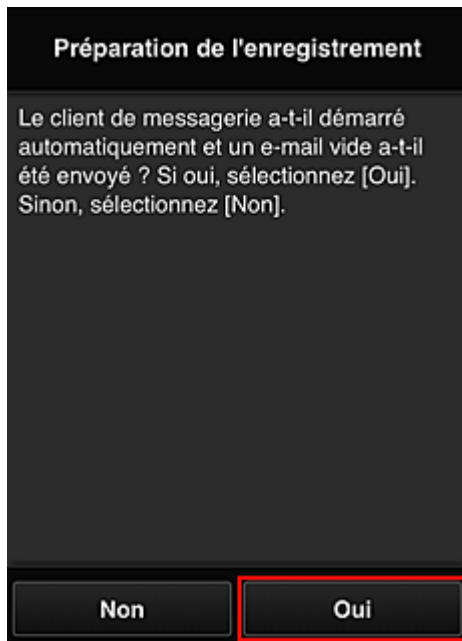 Préparation de l'enregistrement
Le client de messagerie a-t-il démarré
automatiquement et un e-mail vide a-t-il
été envoyé ? Si oui, sélectionnez [Oui].
Sinon, sélectionnez [Non].
Non
Oui